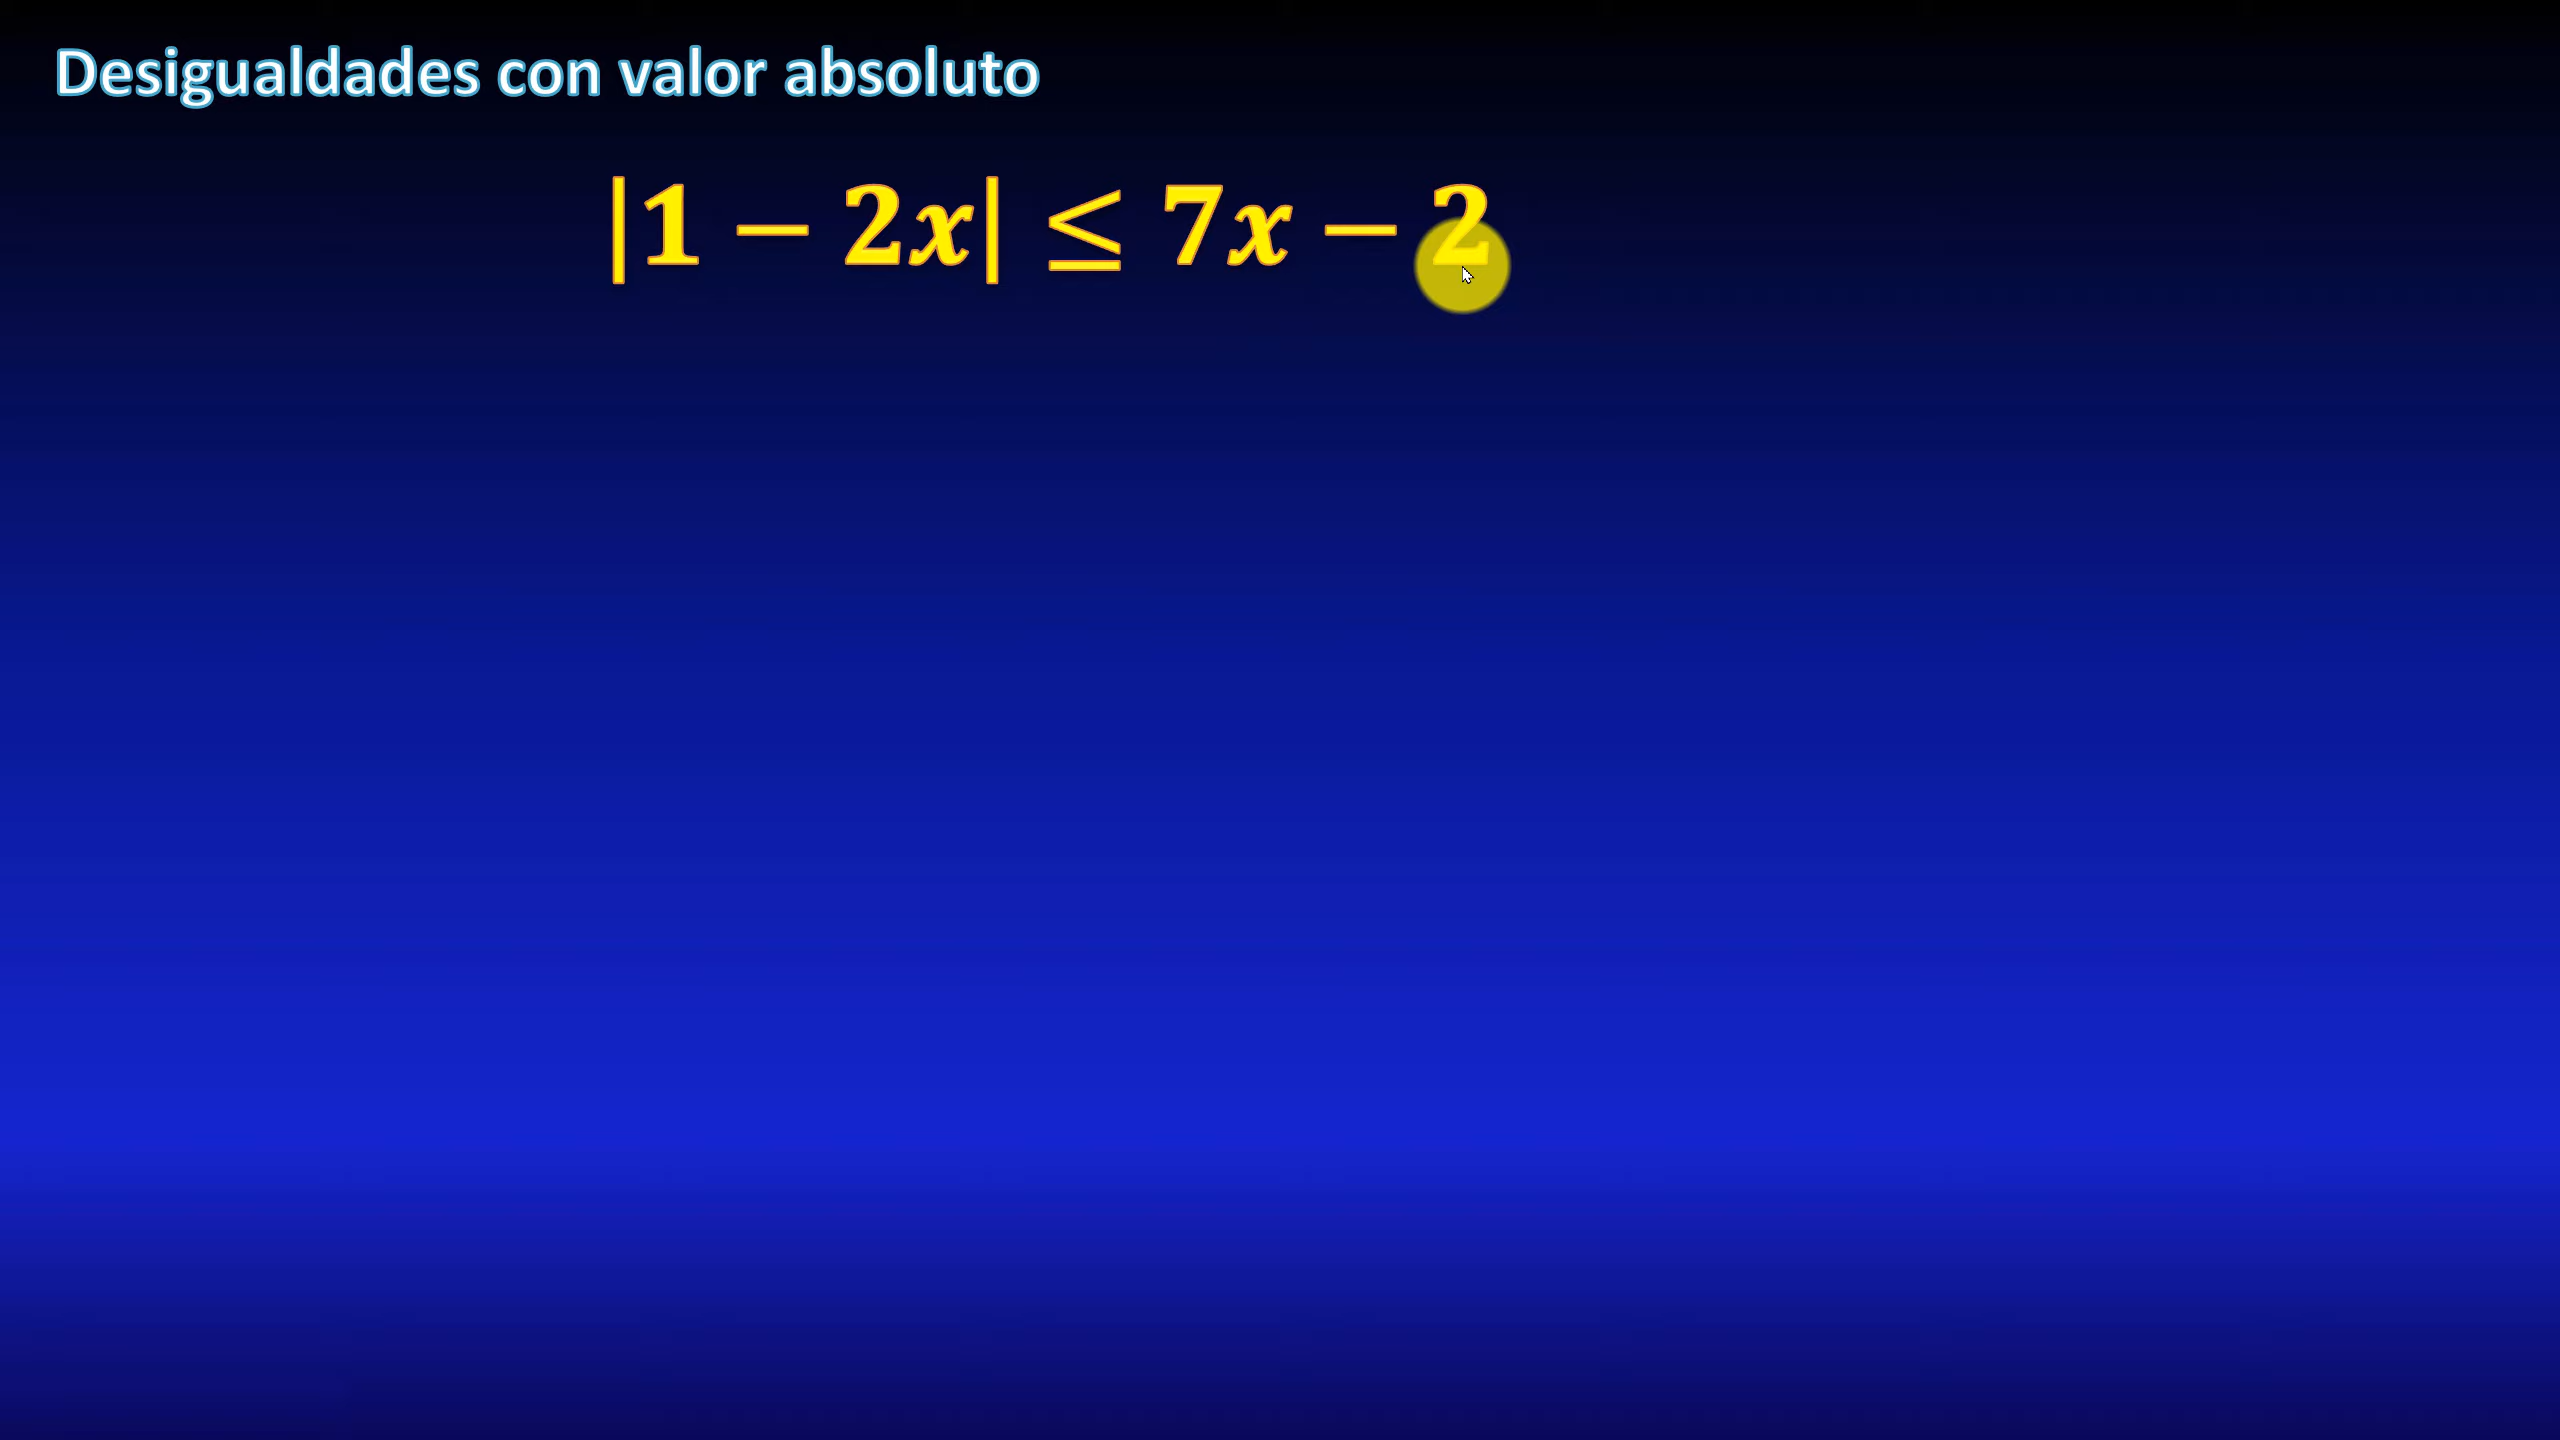 Desigualdades con valor absoluto
|1 − 2x| ≤ 7x − 2